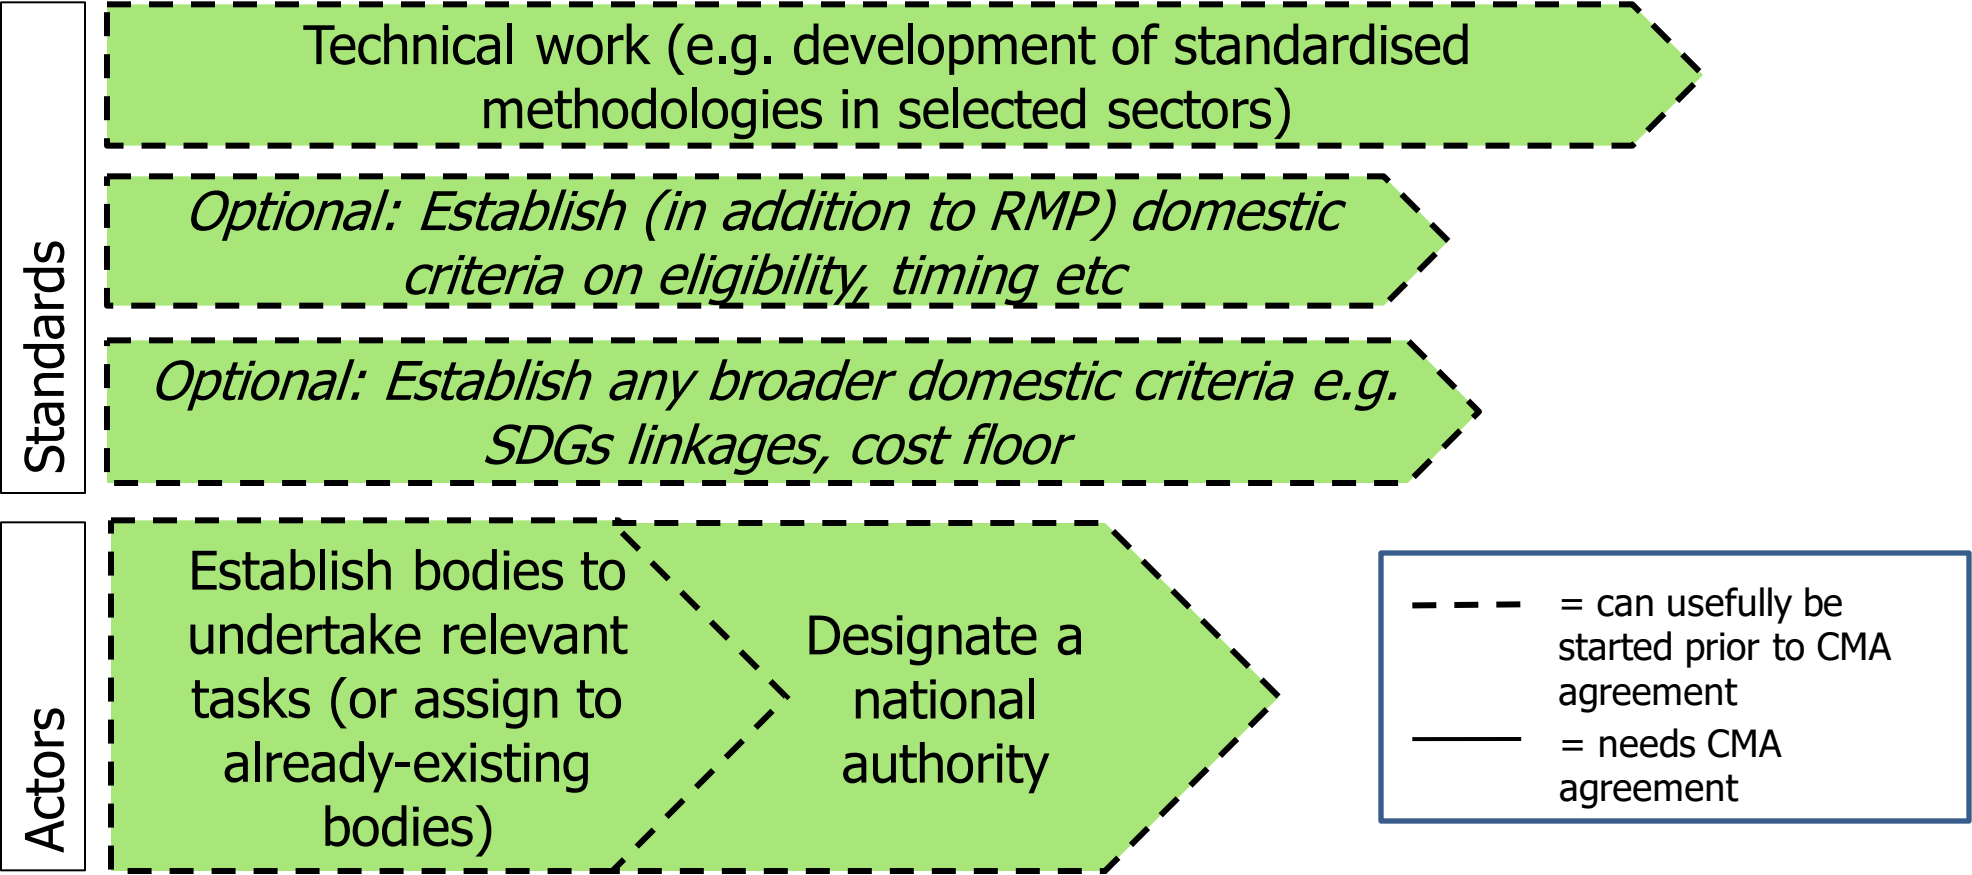 Standards
Technical work (e.g. development of standardised
methodologies in selected sectors)
Optional: Establish (in addition to RMP) domestic
criteria on eligibility, timing etc
Optional: Establish any broader domestic criteria e.g.
SDGs linkages, cost floor
Actors
Establish bodies to
undertake relevant
tasks (or assign to
already-existing
bodies)
Designate a
national
authority
= can usefully be
started prior to CMA
agreement
= needs CMA
agreement